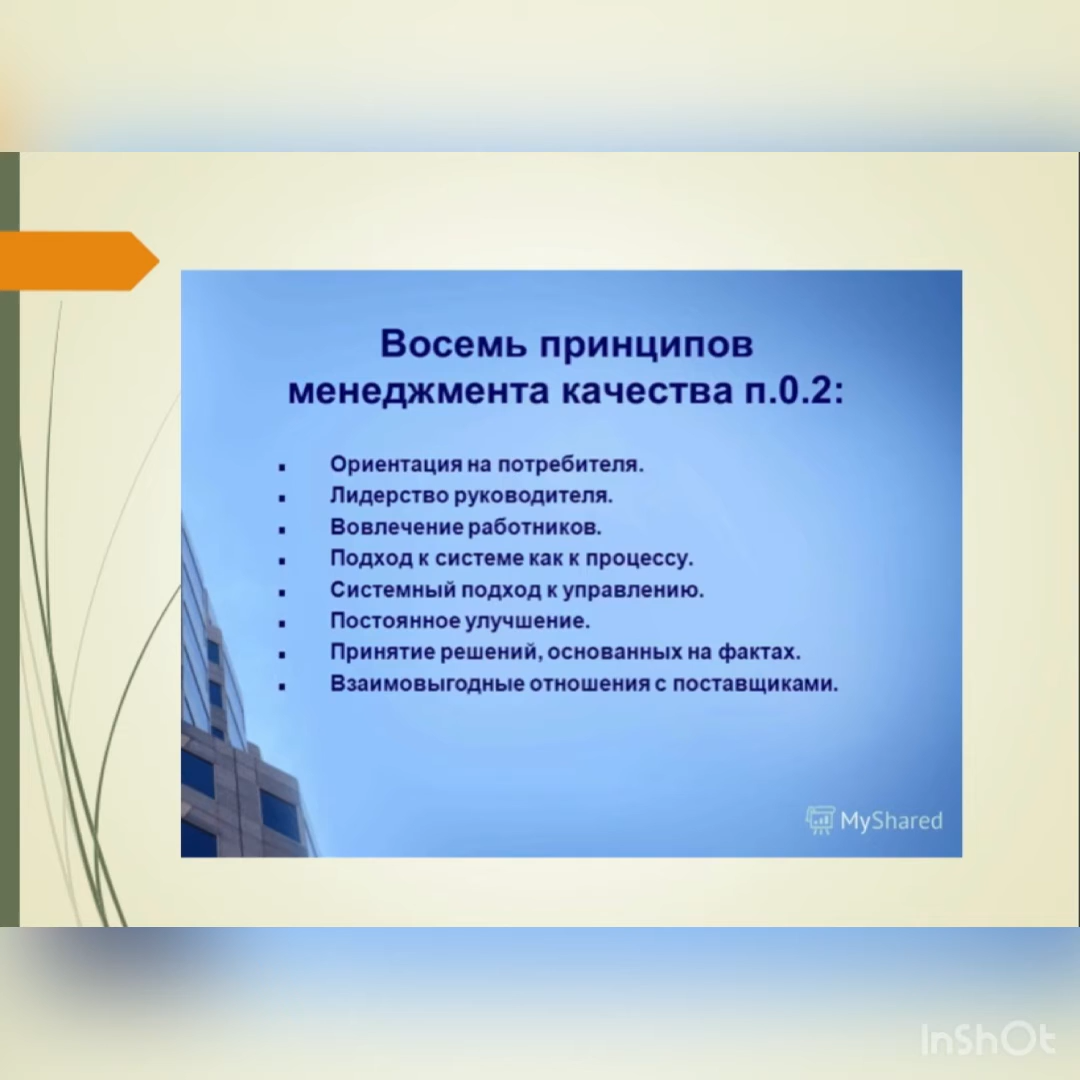 Восемь принципов
менеджмента качества п.0.2:
Ориентация на потребителя.
Лидерство руководителя.
Вовлечение работников.
Подход к системе как к процессу.
Системный подход к управлению.
Постоянное улучшение.
Принятие решений, основанных на фактах.
Взаимовыгодные отношения с поставщиками.
MyShared
InShOt